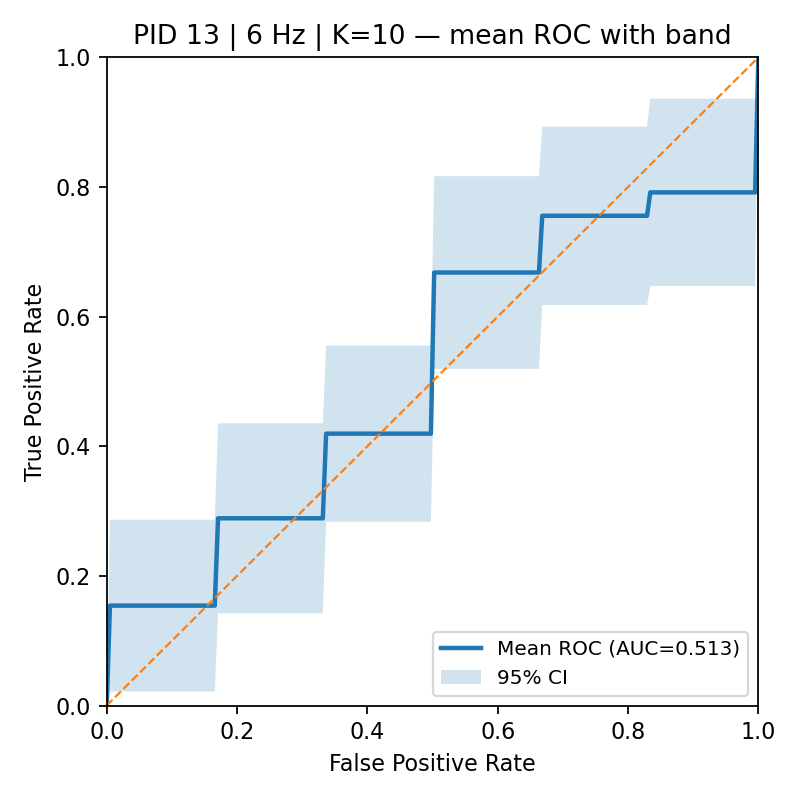 PID 13 | 6 Hz | K=10 — mean ROC with band
True Positive Rate
1.0
0.8
0.6
0.4
0.2
0.0
Mean ROC (AUC=0.513)
95% CI
0.0 0.2 0.4 0.6 0.8 1.0
False Positive Rate